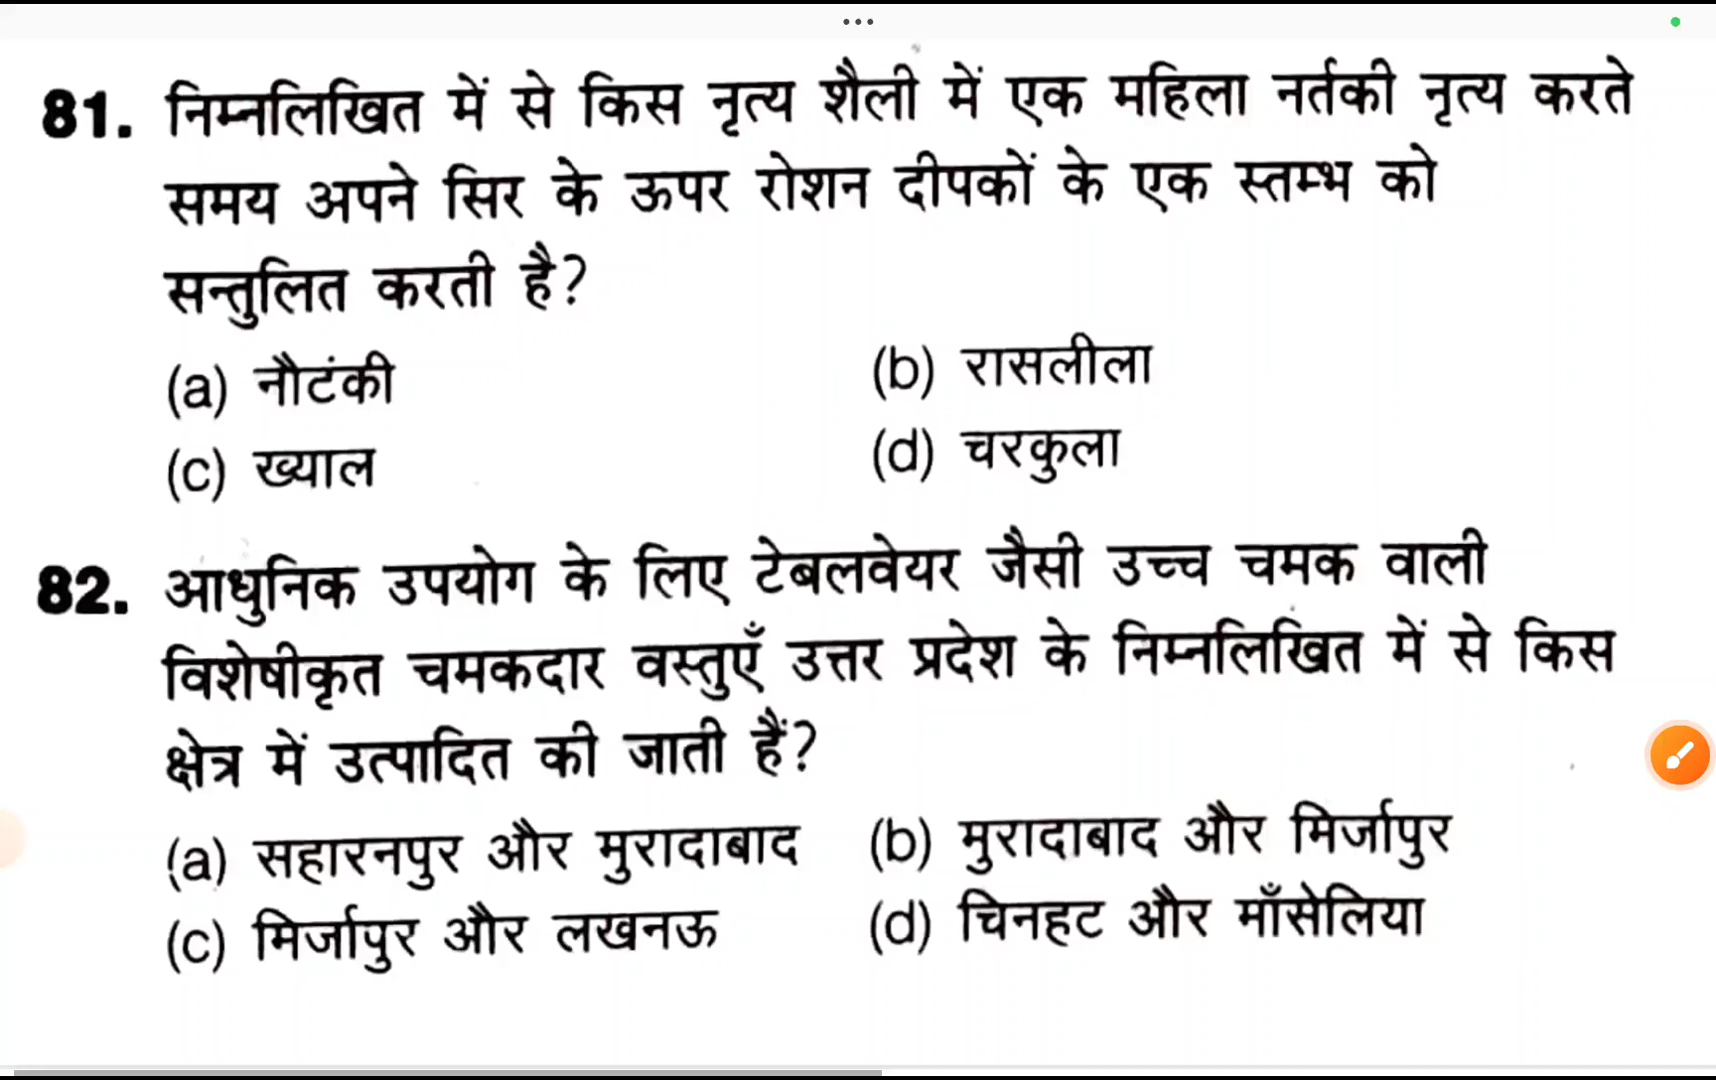 81. निम्नलिखित में से किस नृत्य शैली में एक महिला नर्तकी नृत्य करते
समय अपने सिर के ऊपर रोशन दीपकों के एक स्तम्भ को
सन्तुलित करती है?
(a) नौटंकी (b) रासलीला
(c) ख्याल (d) चरकुला
82. आधुनिक उपयोग के लिए टेबलवेयर जैसी उच्च चमक वाली
विशेषीकृत चमकदार वस्तुएँ उत्तर प्रदेश के निम्नलिखित में से किस
क्षेत्र में उत्पादित की जाती हैं?
(a) सहारनपुर और मुरादाबाद (b) मुरादाबाद और मिर्जापुर
(c) मिर्जापुर और लखनऊ (d) चिनहट और माँसेलिया